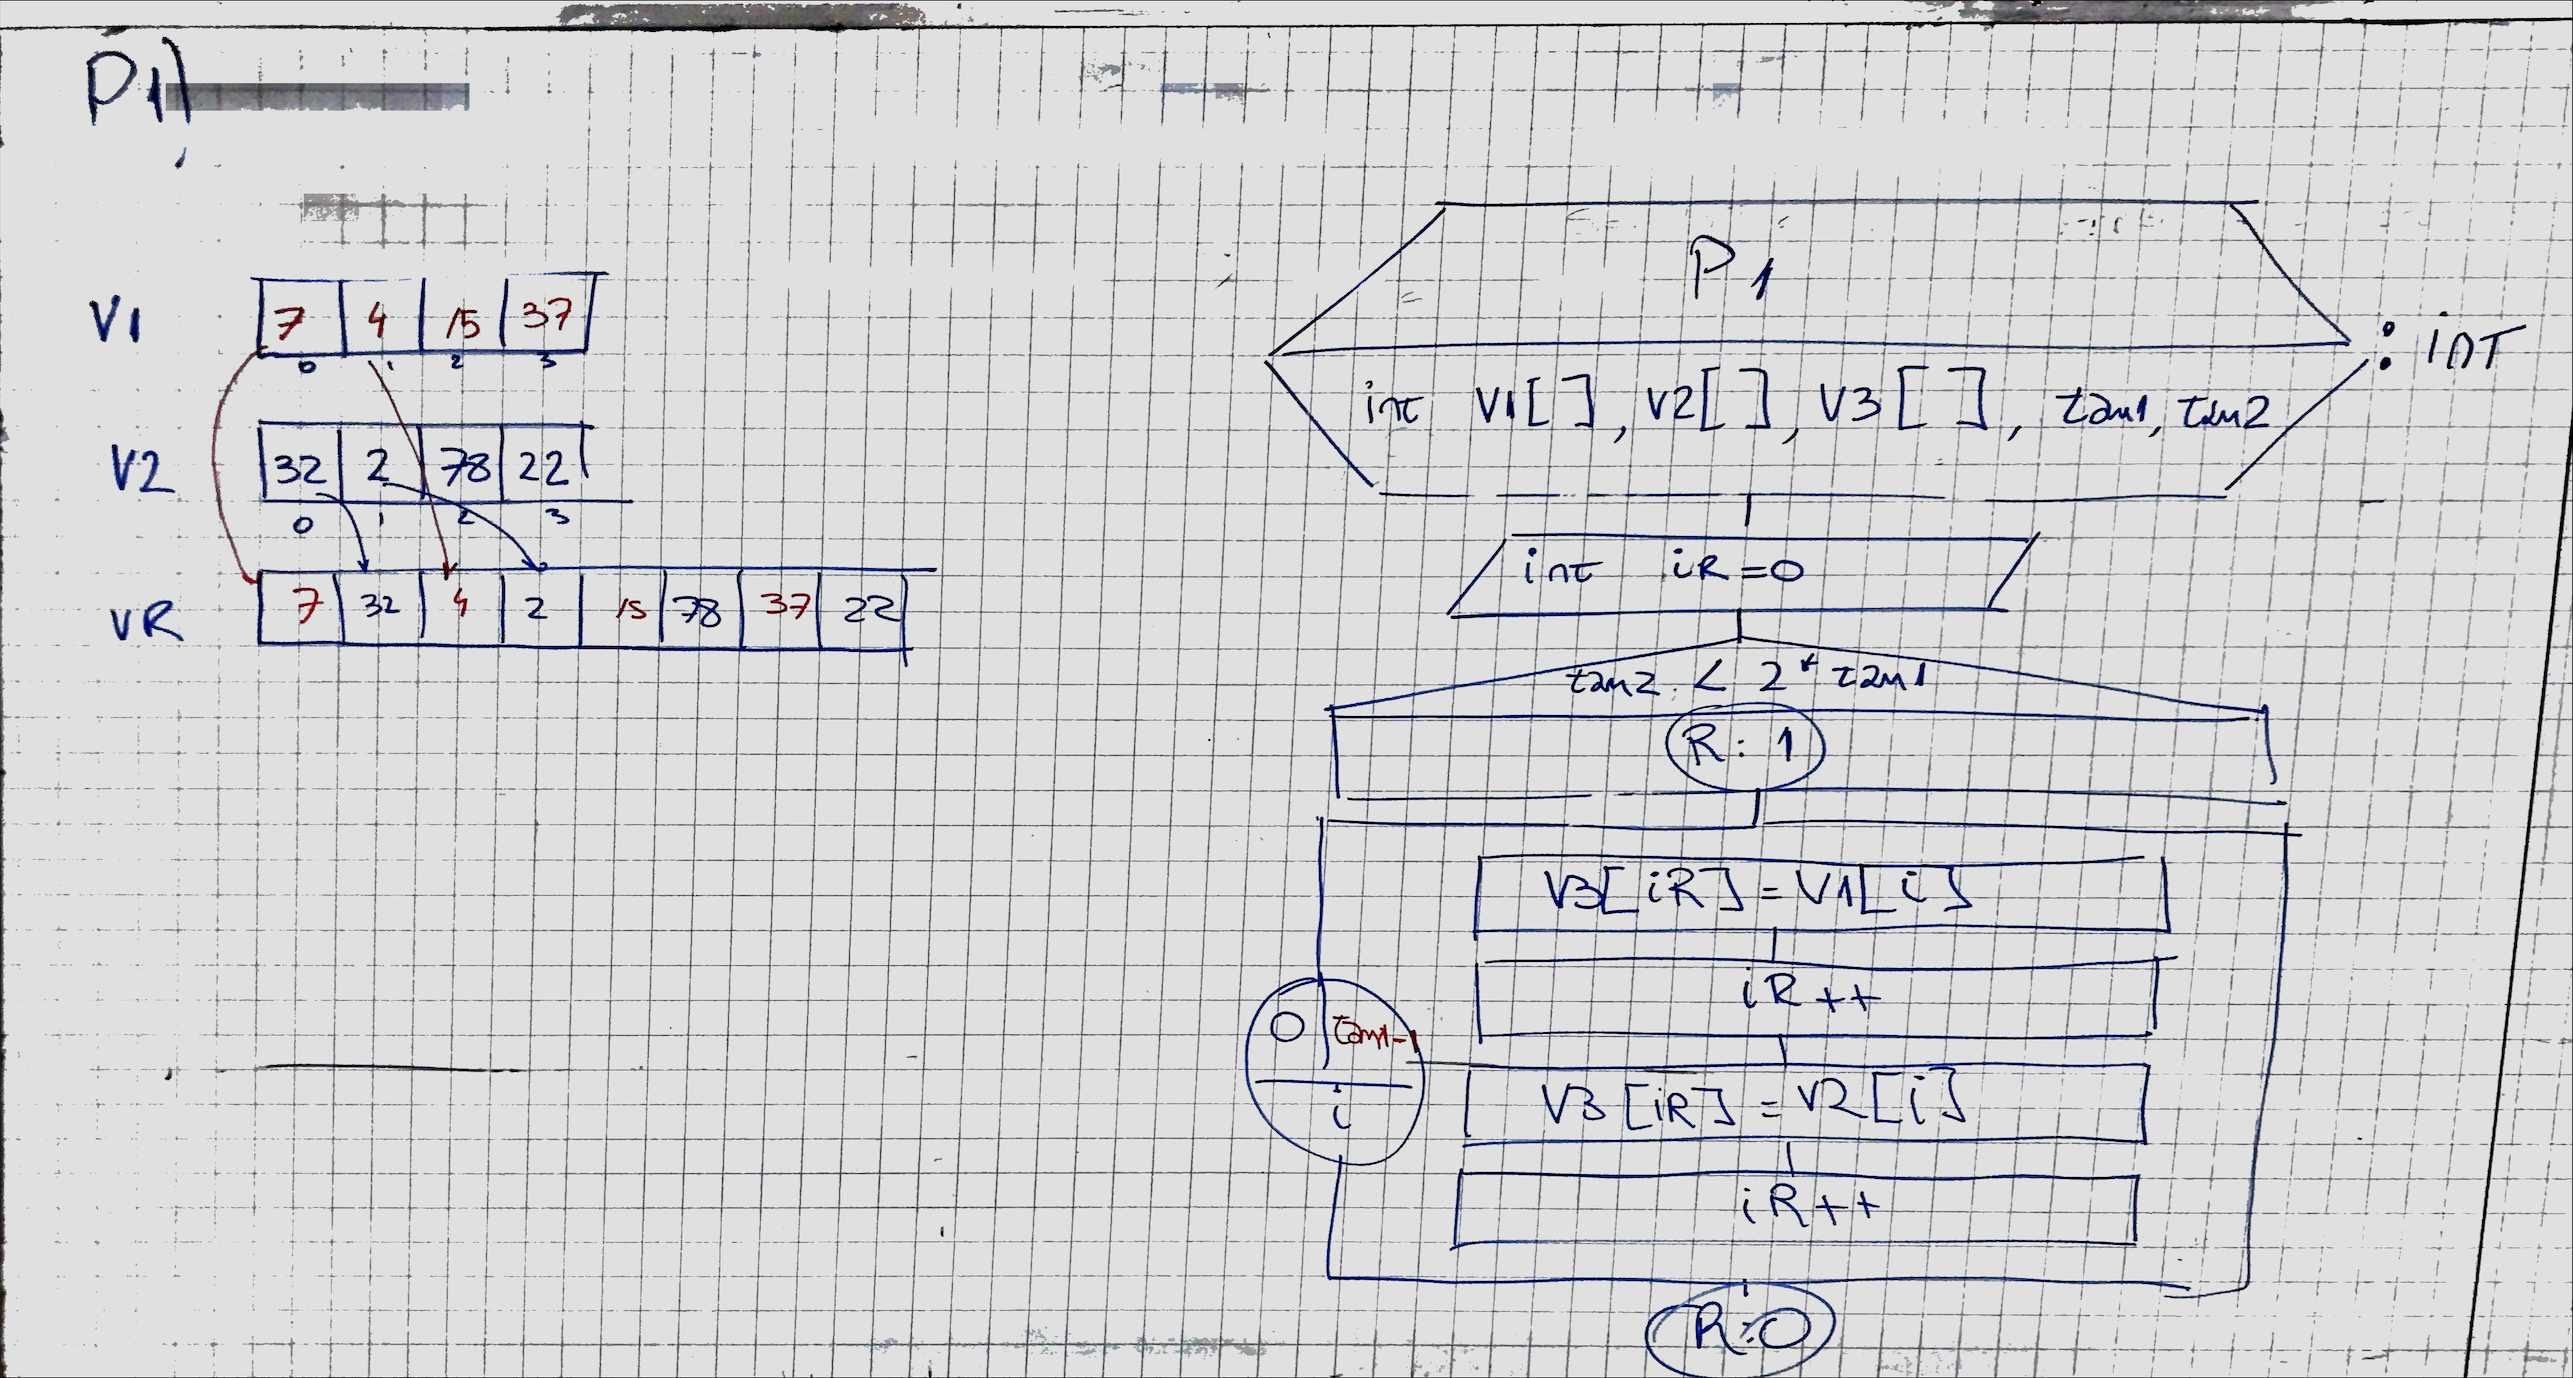 P1)
V1 7 4 15 37
0 1 2 3
V2 32 2 78 22
0 1 2 3
VR 7 32 4 2 15 78 37 22
P1
: int
int V1[], V2[], V3[], tam1, tam2
int iR=0
tam2 < 2*tam1
R: 1
V3[iR] = V1[i]
iR++
0 tam1-1
i
V3[iR] = V2[i]
iR++
R:0